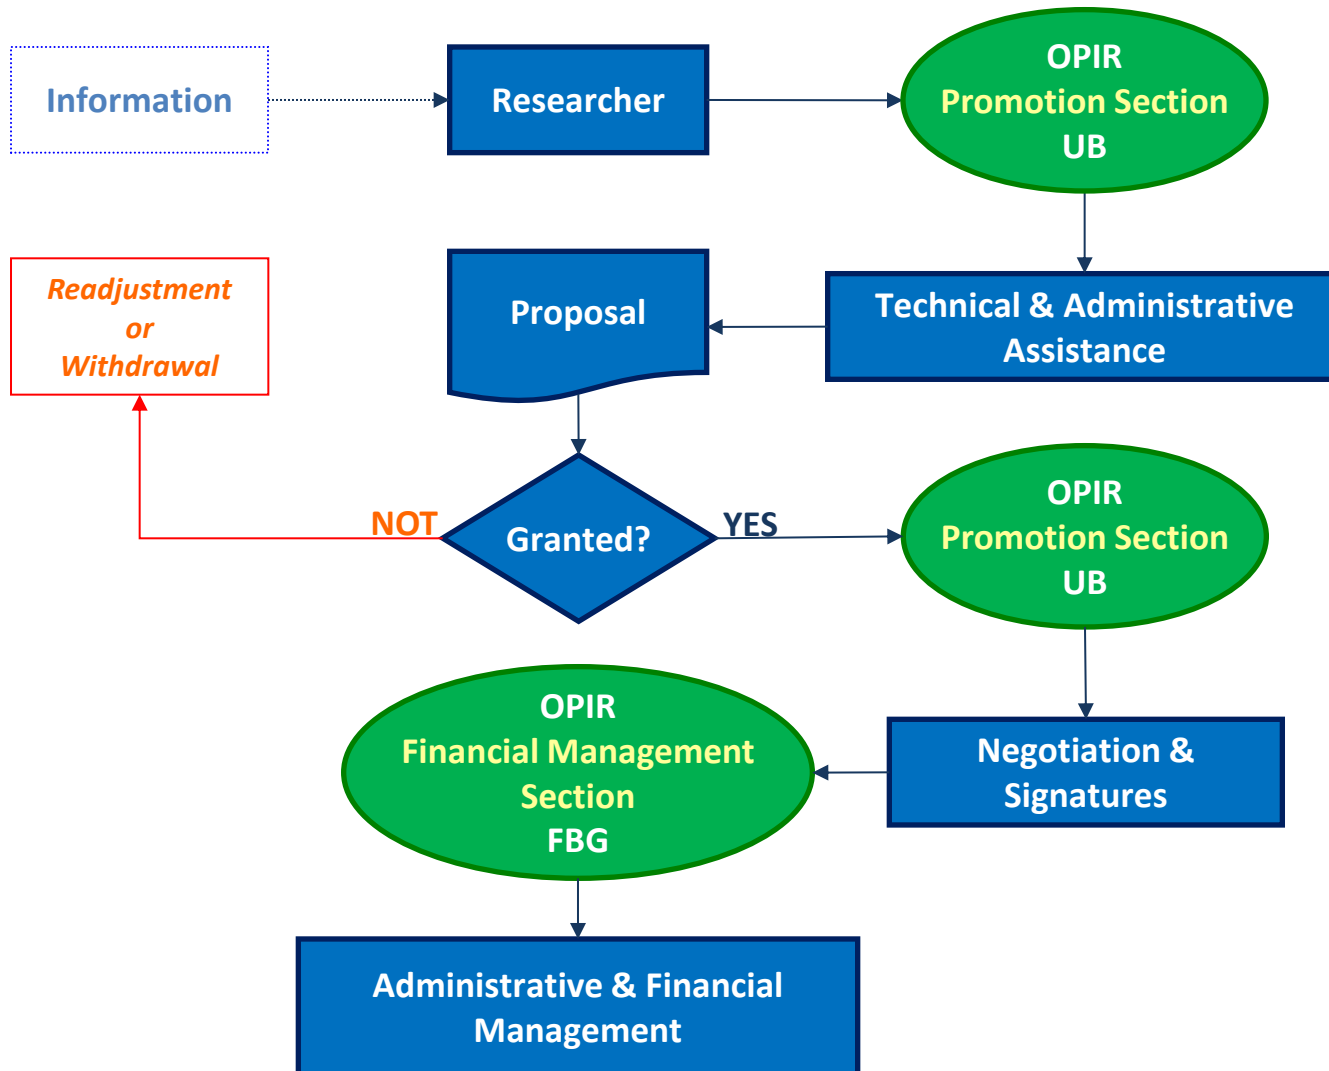 Information
Researcher
OPIR
Promotion Section
UB
Readjustment
or
Withdrawal
Proposal
Technical & Administrative
Assistance
NOT
Granted?
YES
OPIR
Promotion Section
UB
OPIR
Financial Management
Section
FBG
Negotiation &
Signatures
Administrative & Financial
Management